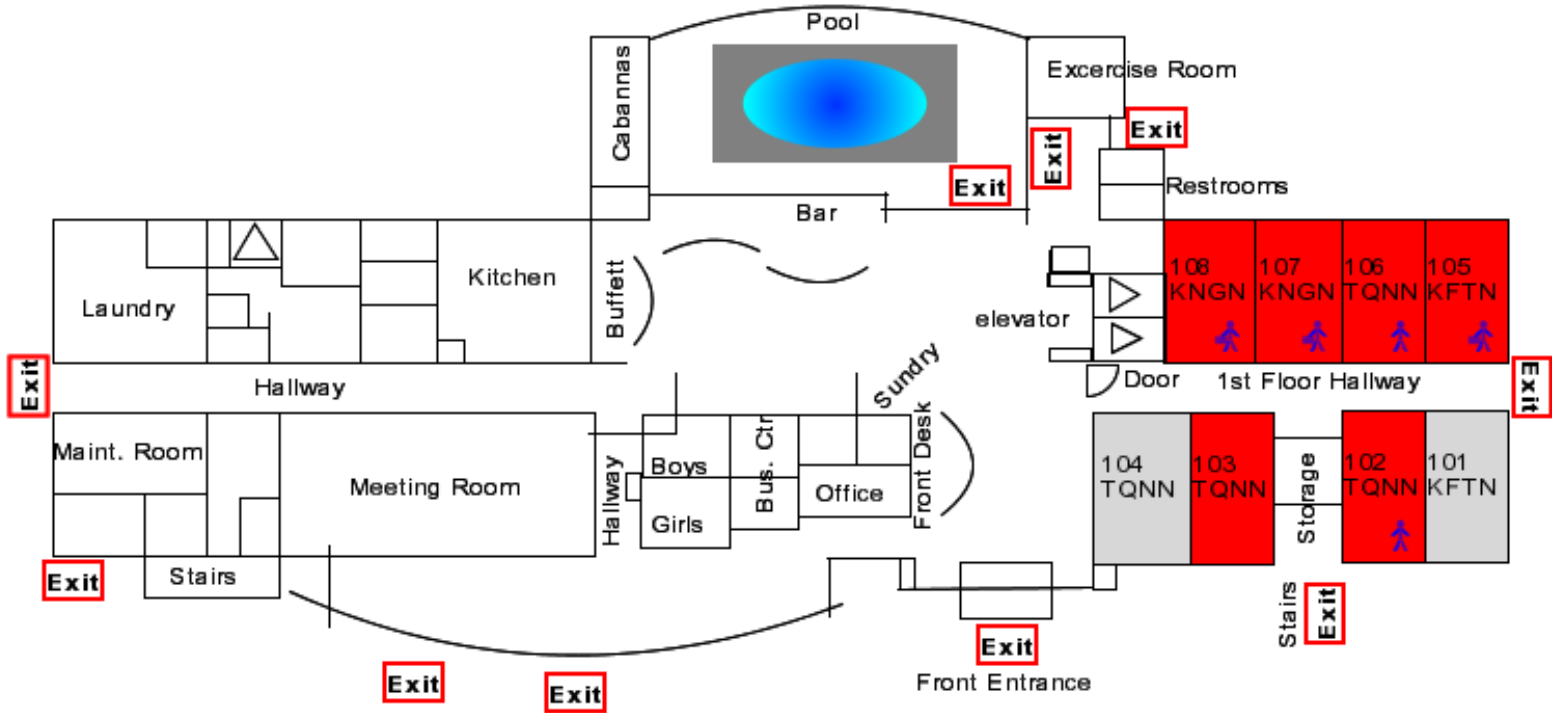 Pool
Cabannas
Excercise Room
Exit
Exit
Exit
Restrooms
Bar
Kitchen
Laundry
Buffett
elevator
108
KNGN
107
KNGN
106
TQNN
105
KFTN
Exit
Hallway
Sundry
Door
1st Floor Hallway
Exit
Maint. Room
Meeting Room
Hallway
Boys
Girls
Bus. Ctr
Office
Front Desk
104
TQNN
103
TQNN
Storage
102
TQNN
101
KFTN
Exit
Stairs
Stairs
Exit
Exit
Exit
Exit
Front Entrance